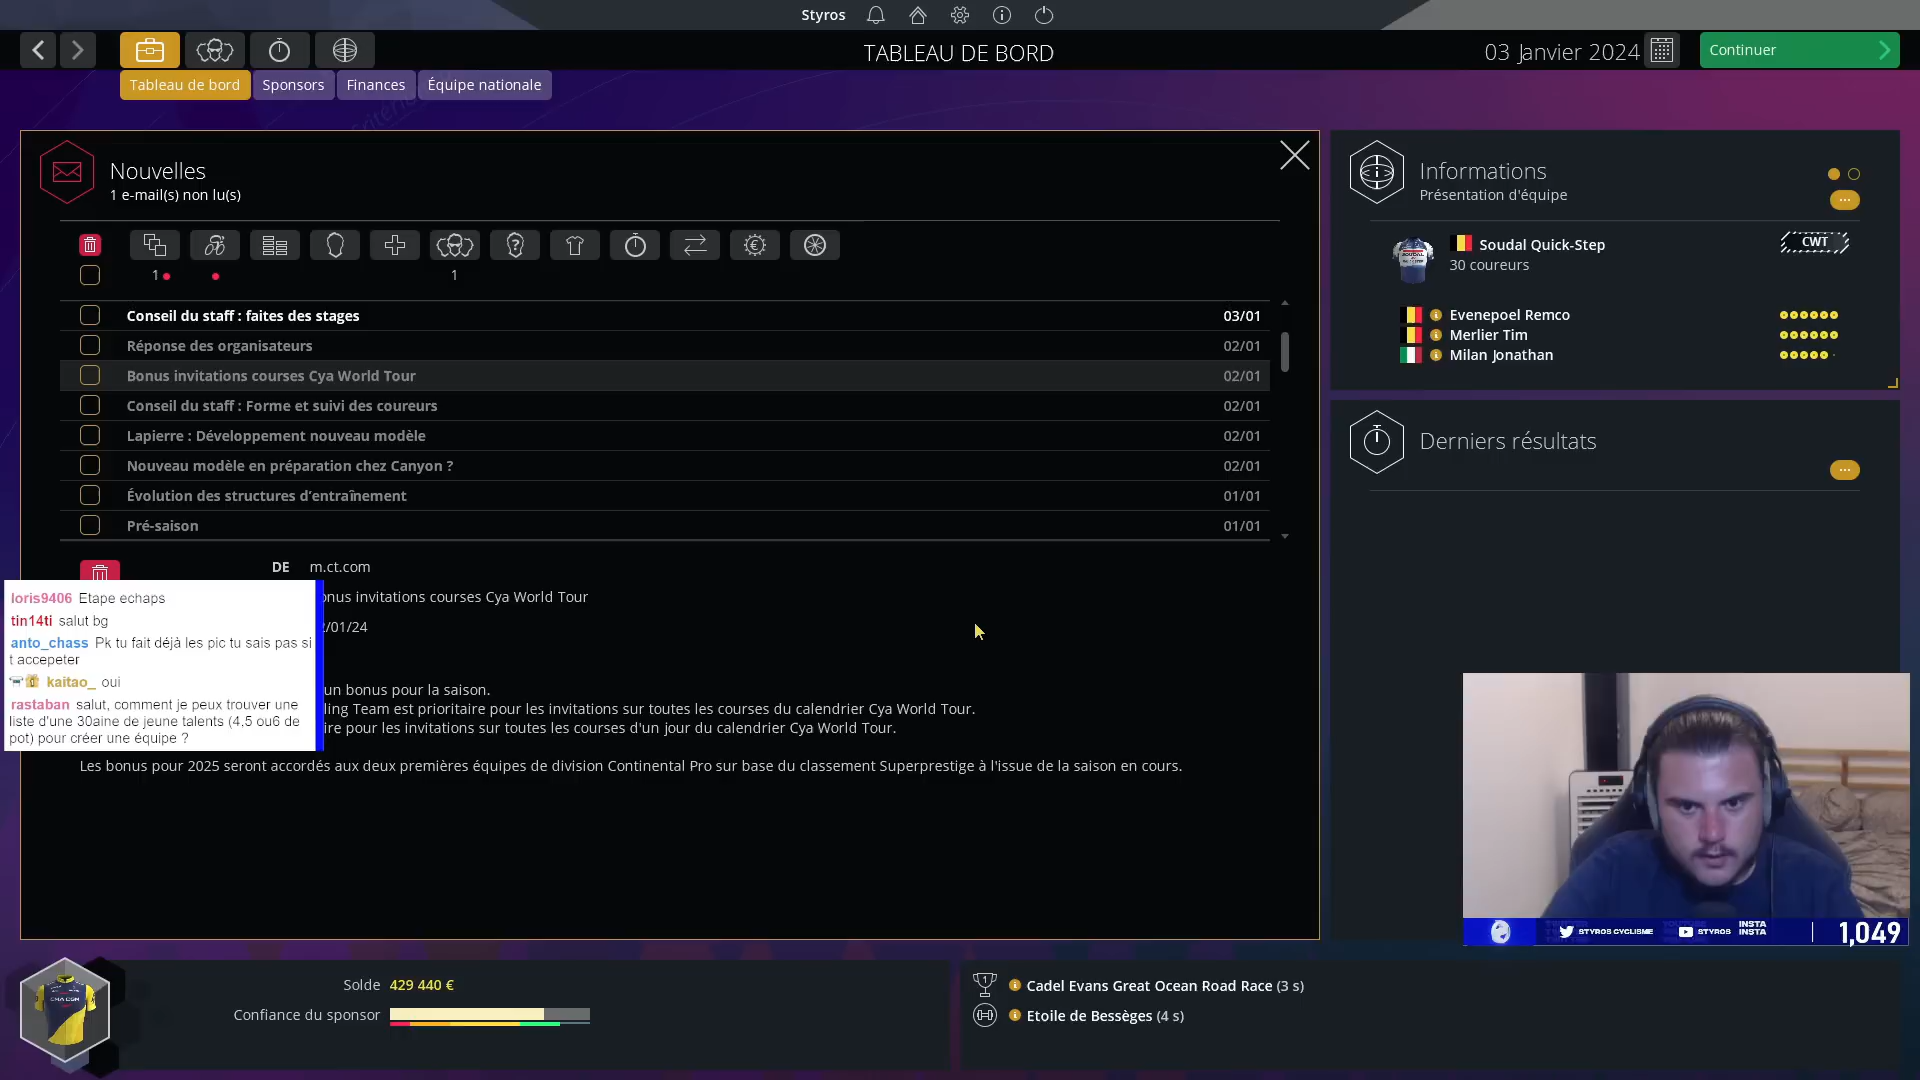 Styros
TABLEAU DE BORD
03 Janvier 2024
Continuer
Tableau de bord
Sponsors
Finances
Équipe nationale
Nouvelles
1 e-mail(s) non lu(s)
1
1
Conseil du staff : faites des stages 03/01
Réponse des organisateurs 02/01
Bonus invitations courses Cya World Tour 02/01
Conseil du staff : Forme et suivi des coureurs 02/01
Lapierre : Développement nouveau modèle 02/01
Nouveau modèle en préparation chez Canyon ? 02/01
Évolution des structures d'entraînement 01/01
Pré-saison 01/01
DE m.ct.com
onus invitations courses Cya World Tour
/01/24
un bonus pour la saison.
ling Team est prioritaire pour les invitations sur toutes les courses du calendrier Cya World Tour.
ire pour les invitations sur toutes les courses d'un jour du calendrier Cya World Tour.
Les bonus pour 2025 seront accordés aux deux premières équipes de division Continental Pro sur base du classement Superprestige à l'issue de la saison en cours.
loris9406 Etape echaps
tin14ti salut bg
anto_chass Pk tu fait déjà les pic tu sais pas si
t accepeter
kaitao_ oui
rastaban salut, comment je peux trouver une
liste d'une 30aine de jeune talents (4,5 ou6 de
pot) pour créer une équipe ?
Informations
Présentation d'équipe
Soudal Quick-Step
CWT
30 coureurs
Evenepoel Remco
Merlier Tim
Milan Jonathan
Derniers résultats
STYROS CYCLISME
STYROS
INSTA
INSTA
1,049
CMA CGM
Solde 429 440 €
Confiance du sponsor
Cadel Evans Great Ocean Road Race (3 s)
Etoile de Bessèges (4 s)